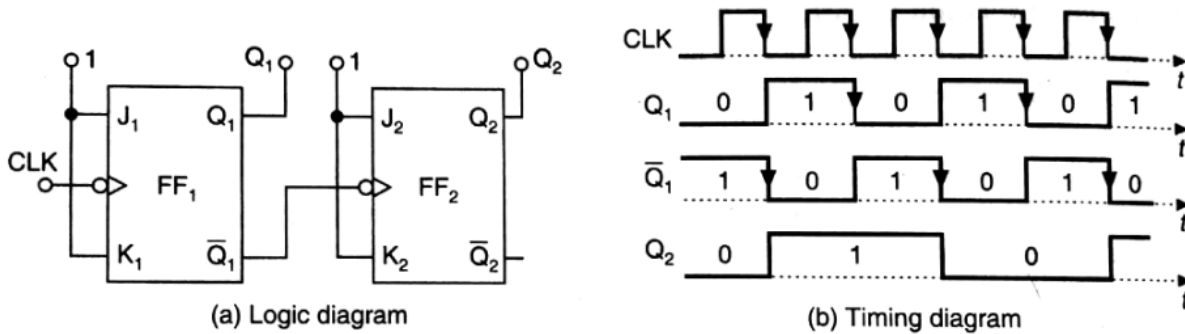 1 Q₁ 1 Q₂
J₁ Q₁ J₂ Q₂
CLK FF₁ FF₂
K₁ Q̅₁ K₂ Q̅₂
(a) Logic diagram
CLK t
Q₁ 0 1 0 1 0 1 t
Q̅₁ 1 0 1 0 1 0 t
Q₂ 0 1 0 t
(b) Timing diagram